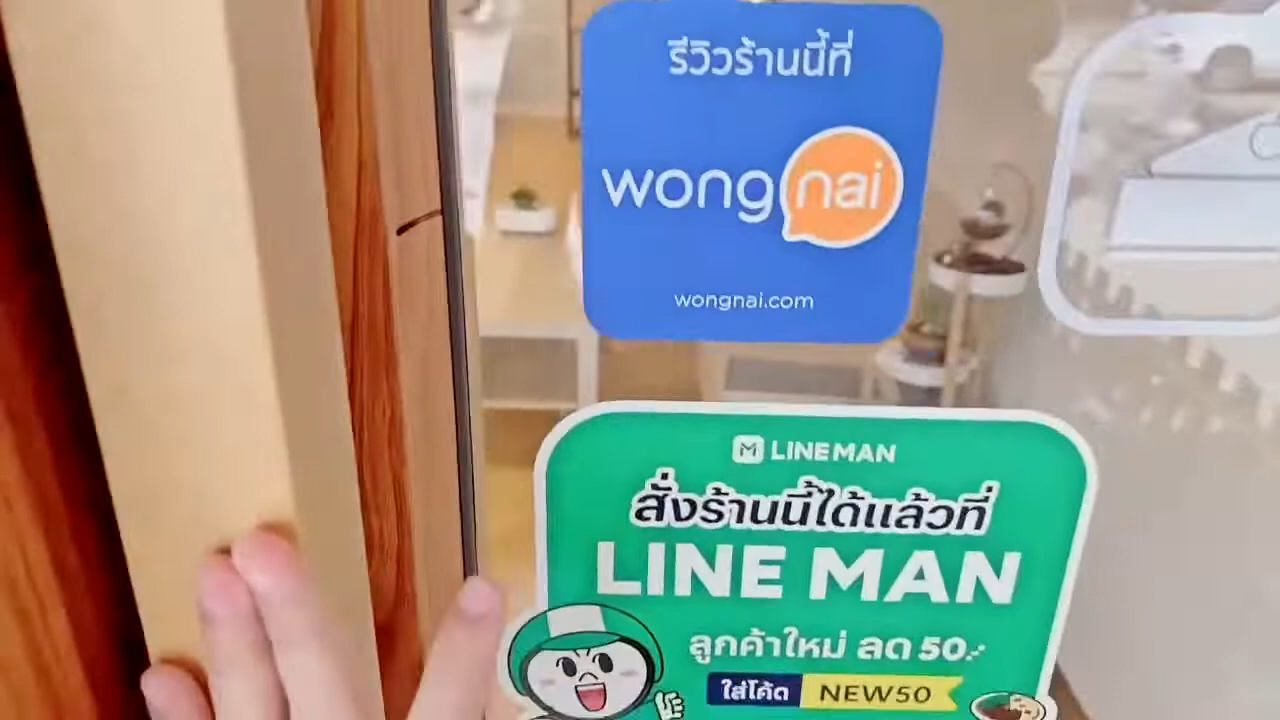 รีวิวร้านนี้ที่
wongnai
wongnai.com
LINE MAN
สั่งร้านนี้ได้แล้วที่
LINE MAN
ลูกค้าใหม่ ลด 50.-
ใส่โค้ด NEW50